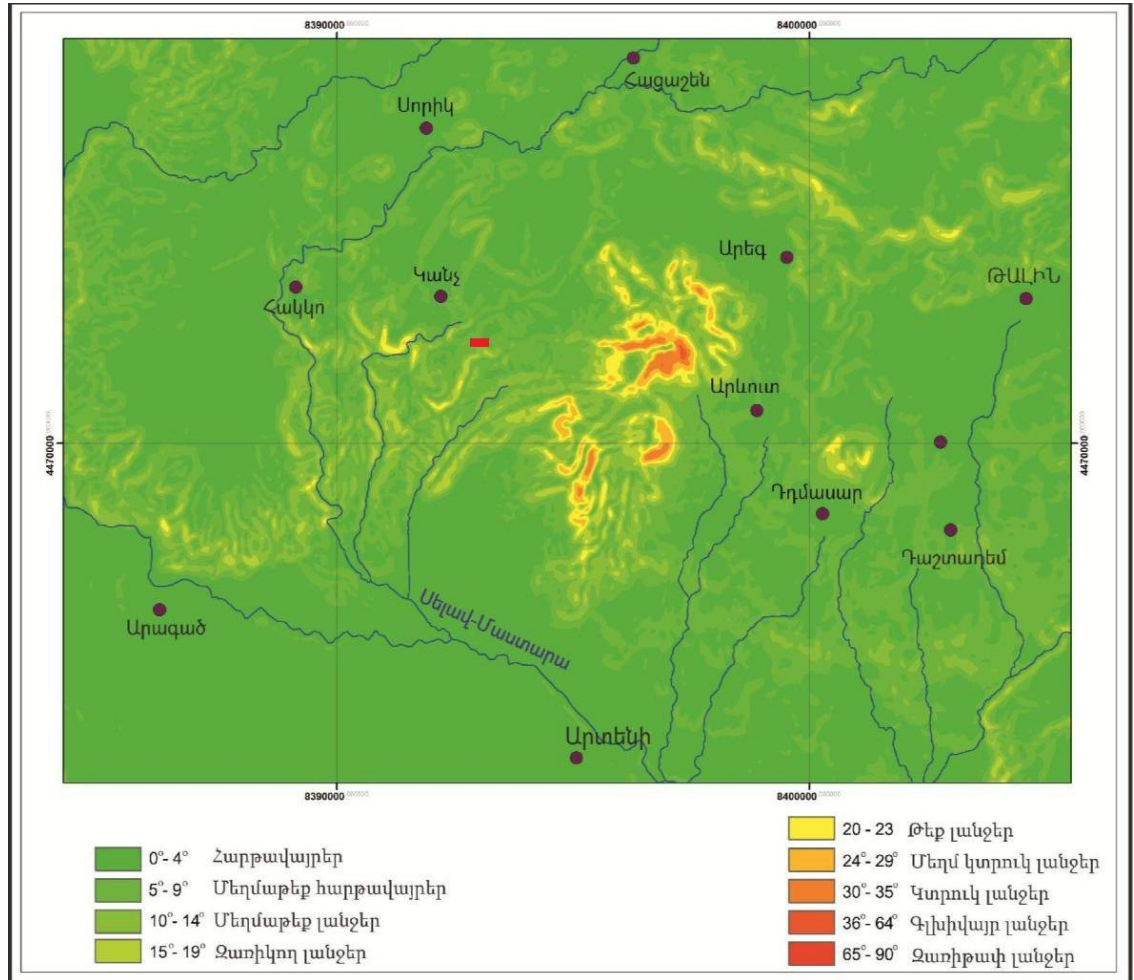 8390000
8400000
Հացաշեն
Սորիկ
Արեգ
Կանչ
ԹԱԼԻՆ
Հակկո
Արևուտ
4470000
4470000
Դդմասար
Դաշտադեմ
Արագած
Սելավ-Մաստարա
Արտենի
8390000
8400000
0°- 4° Հարթավայրեր
5°- 9° Մեղմաթեք հարթավայրեր
10°- 14° Մեղմաթեք լանջեր
15°- 19° Զառիկող լանջեր
20 - 23 Թեք լանջեր
24°- 29° Մեղմ կտրուկ լանջեր
30°- 35° Կտրուկ լանջեր
36°- 64° Գլխիվայր լանջեր
65°- 90° Զառիթափ լանջեր